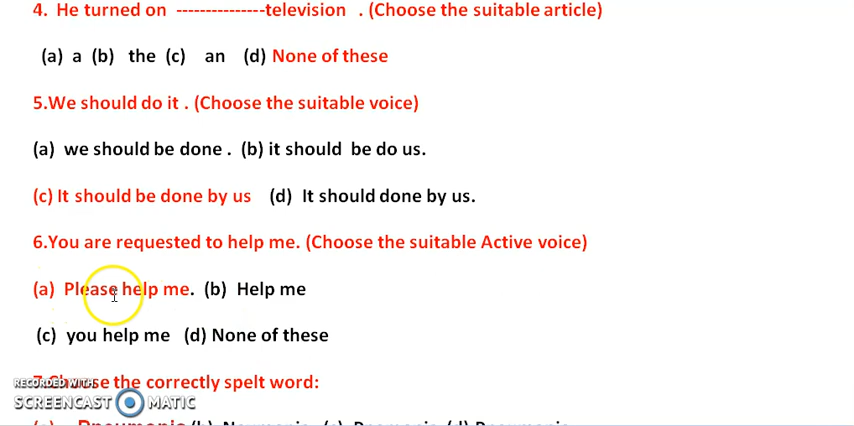 4. He turned on ---------------television . (Choose the suitable article)
(a) a (b) the (c) an (d) None of these
5.We should do it . (Choose the suitable voice)
(a) we should be done . (b) it should be do us.
(c) It should be done by us (d) It should done by us.
6.You are requested to help me. (Choose the suitable Active voice)
(a) Please help me. (b) Help me
(c) you help me (d) None of these
7.Choose the correctly spelt word:
RECORDED WITH
SCREENCAST MATIC